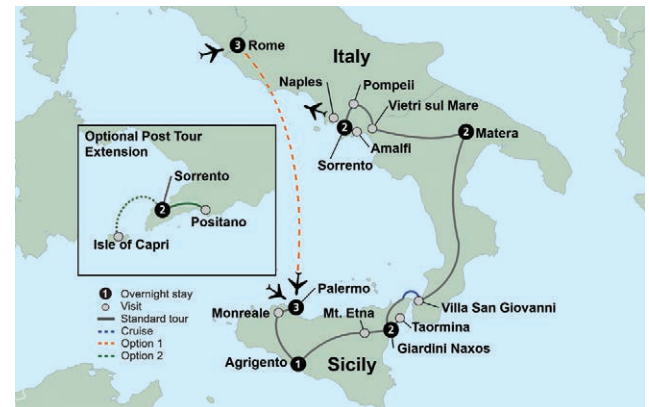 3 Rome
Italy
Naples
Pompeii
Vietri sul Mare
2 Matera
2
Amalfi
Sorrento
Optional Post Tour
Extension
Sorrento
2
Positano
Isle of Capri
1 Overnight stay
Visit
Standard tour
Cruise
Option 1
Option 2
Palermo
3
Monreale
Mt. Etna
Villa San Giovanni
Taormina
2
Giardini Naxos
Agrigento
1
Sicily